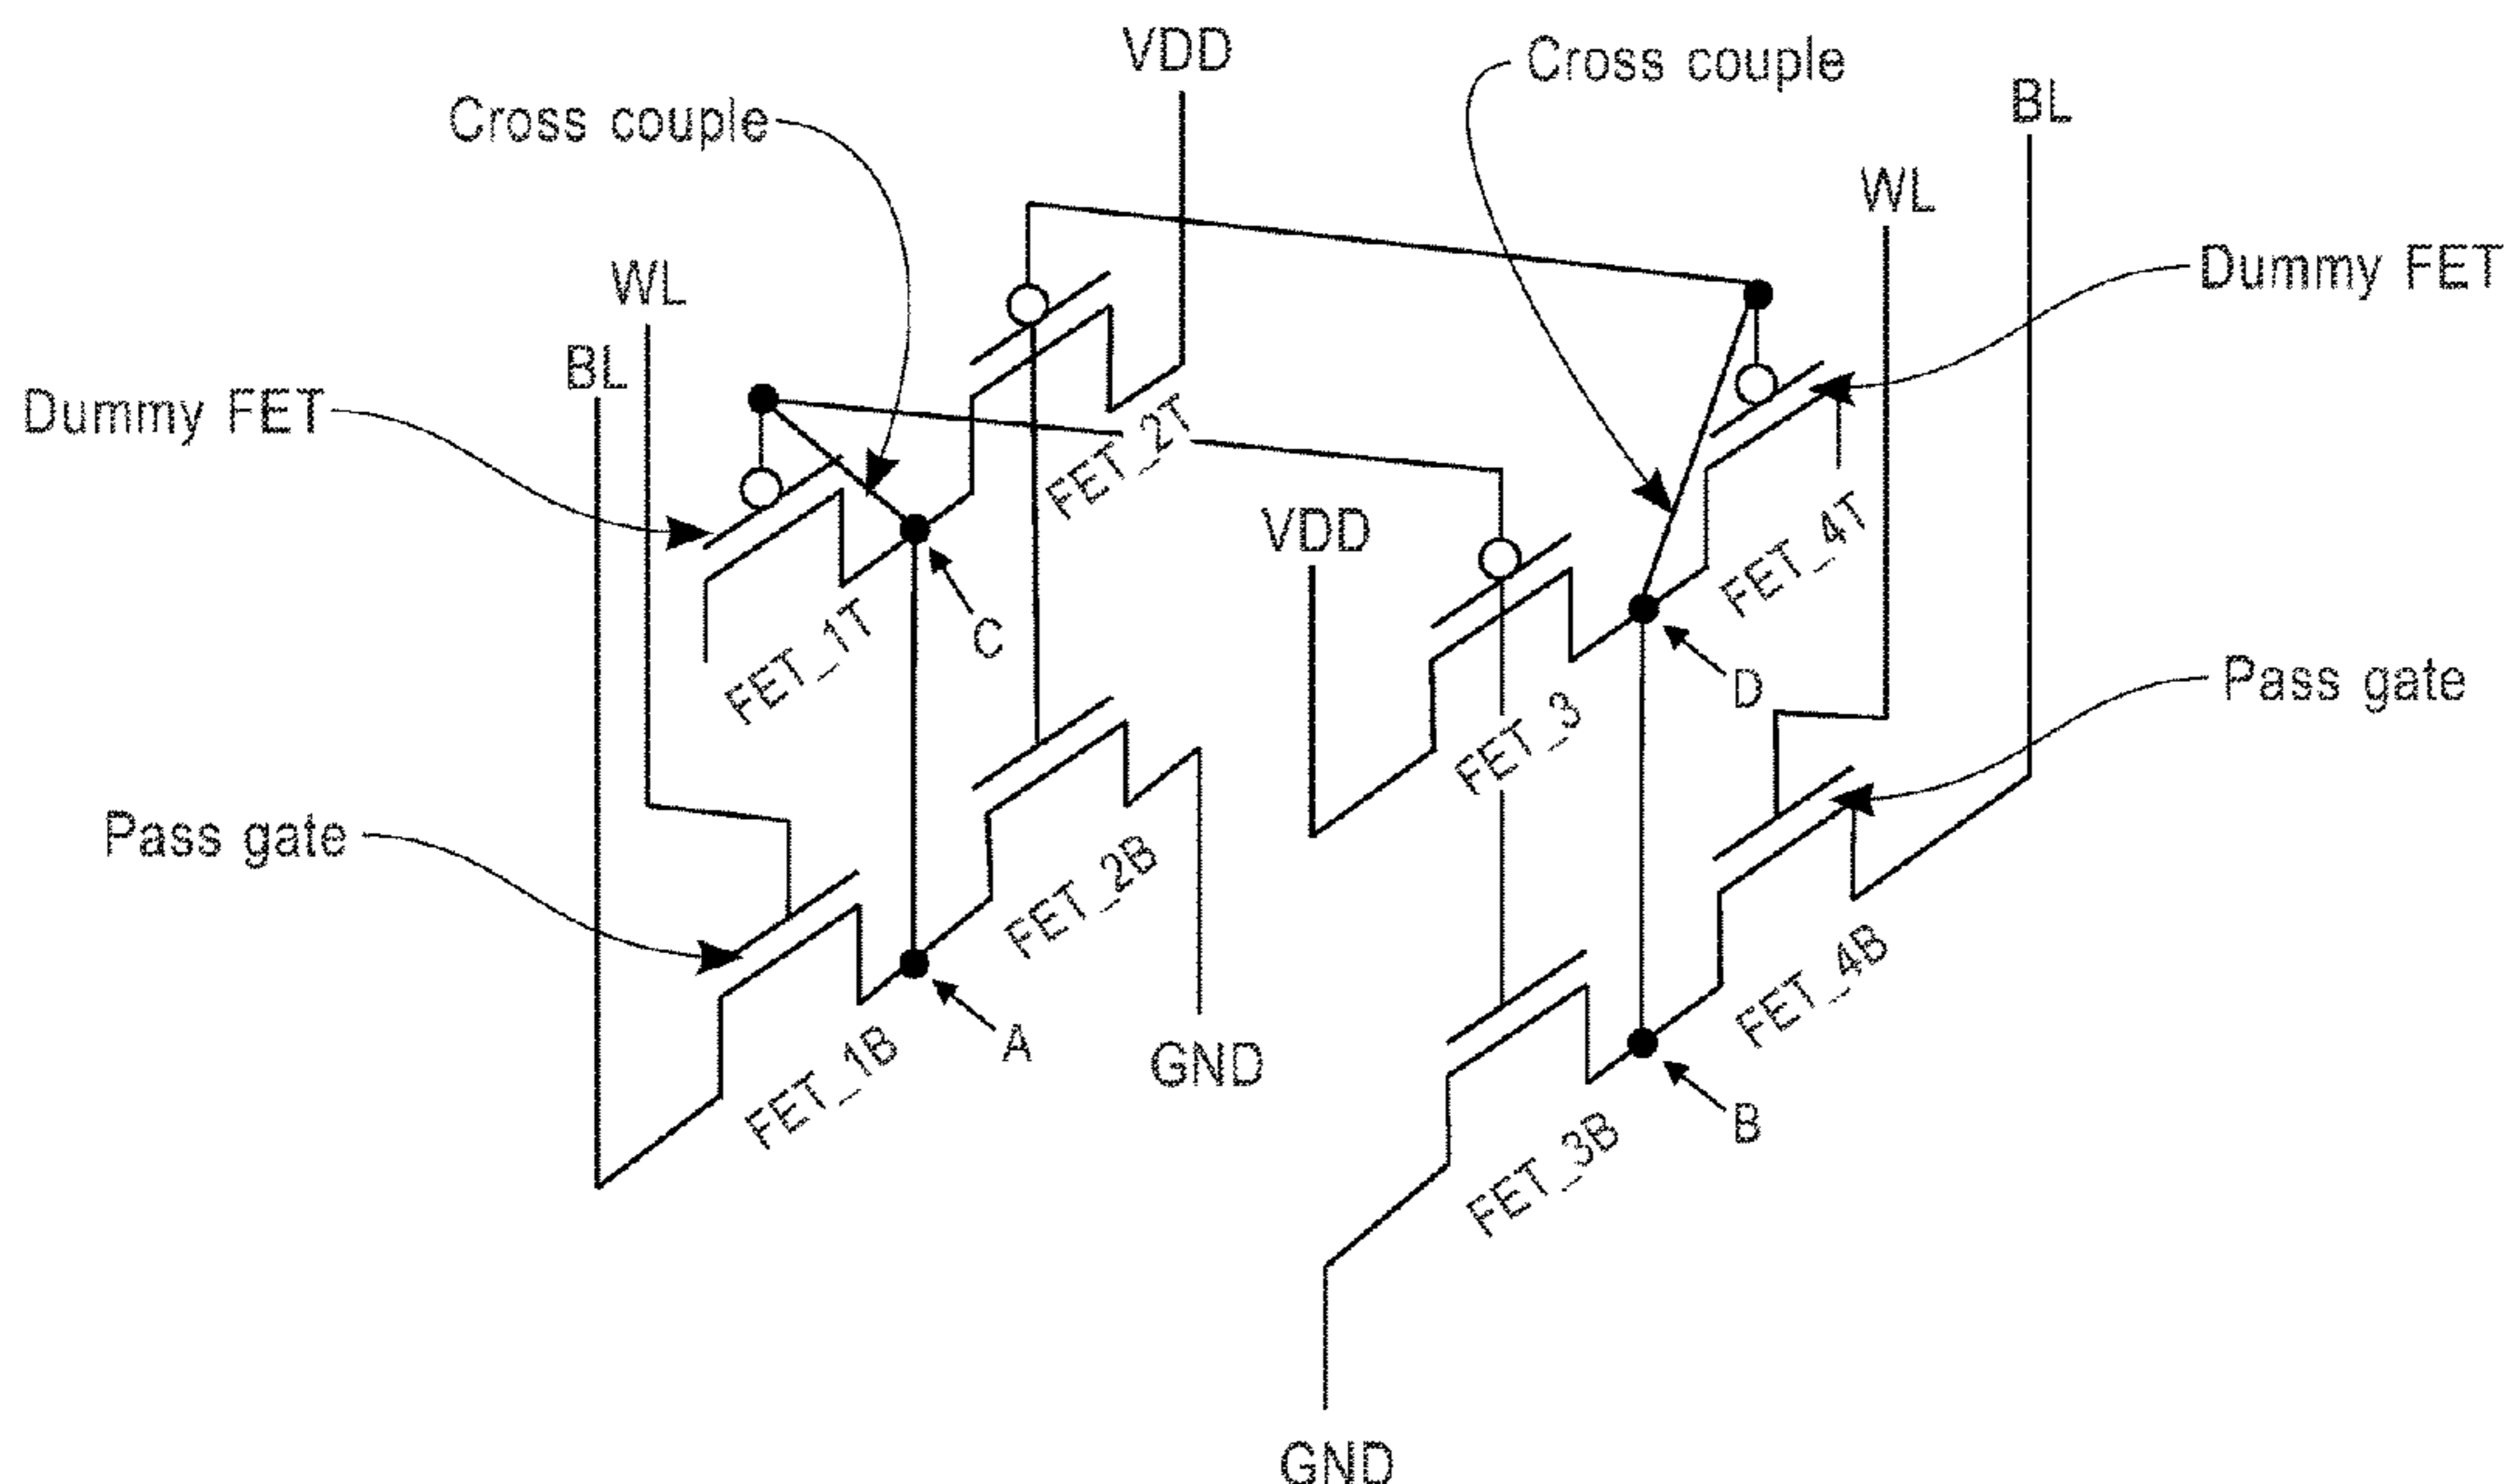 VDD
Cross couple
BL
Cross couple
WL
Dummy FET
WL
BL
Dummy FET
FET_2T
VDD
FET_4T
C
FET_1T
D
Pass gate
FET_3
Pass gate
FET_2B
FET_4B
A
FET_1B
GND
B
FET_3B
GND